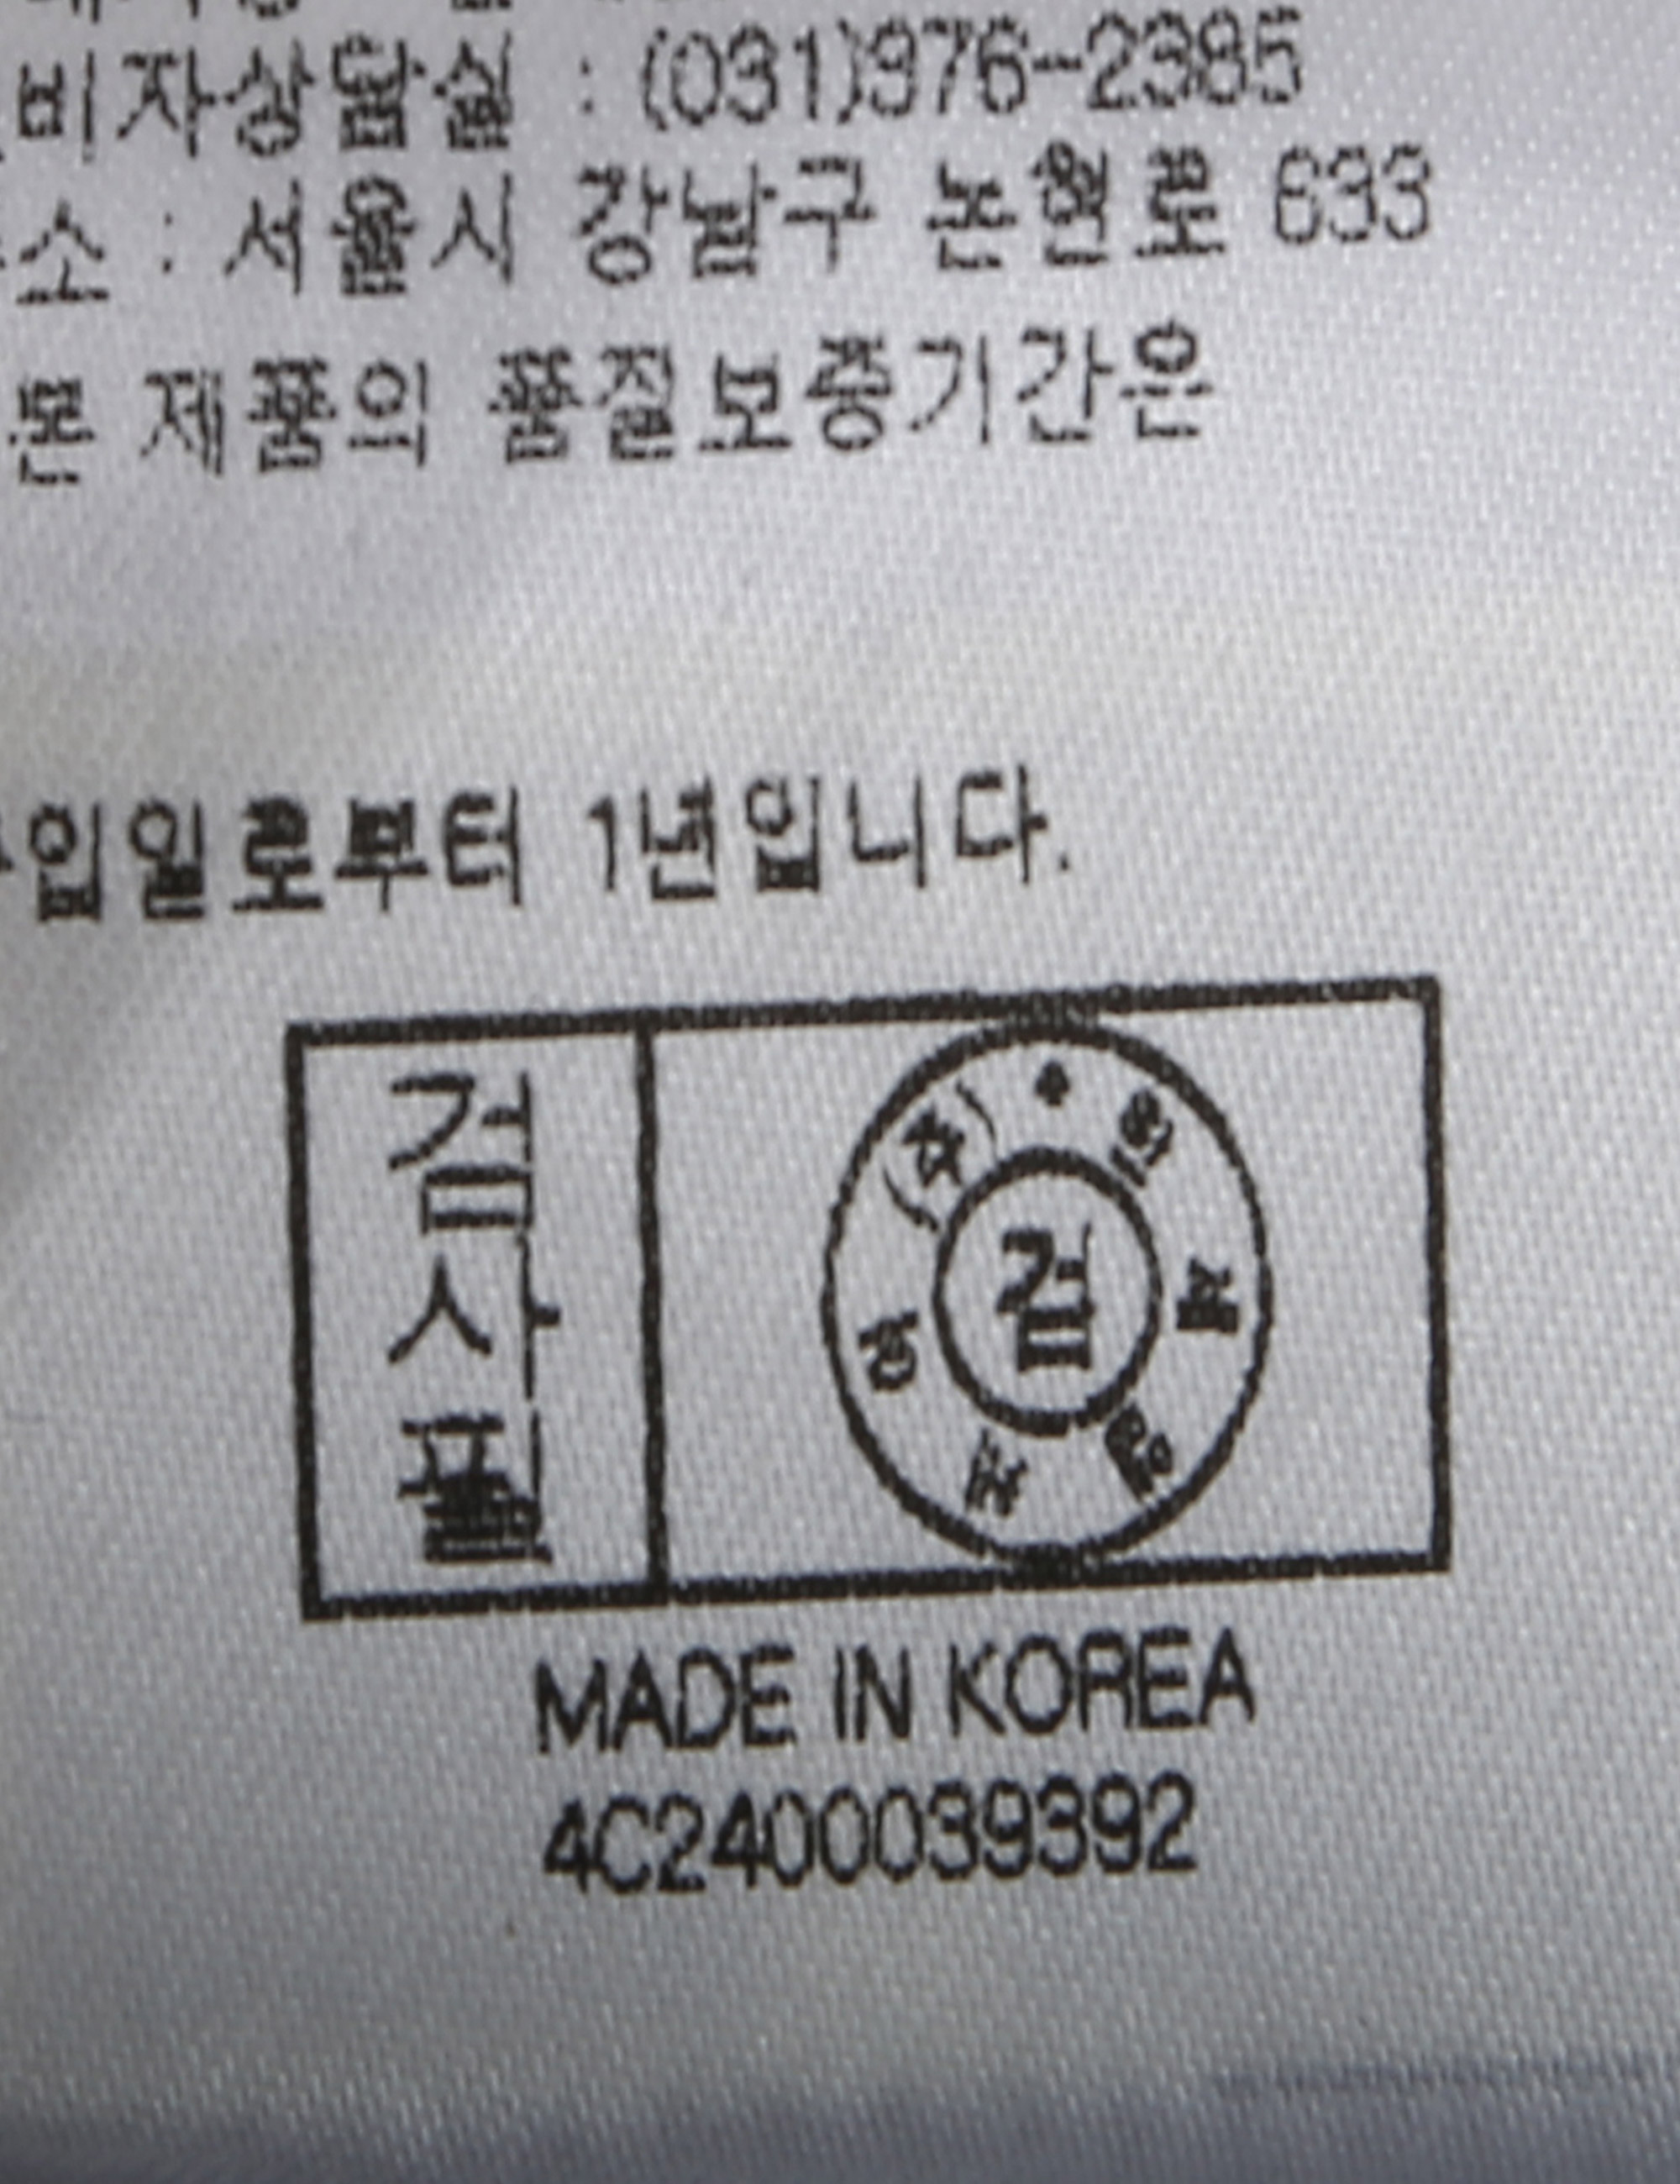 비자상담실 : (031)976-2385
소 : 서울시 강남구 논현로 633
본 제품의 품질보증기간은
입일로부터 1년입니다.
검사필
(주)
검
MADE IN KOREA
4C2400039392